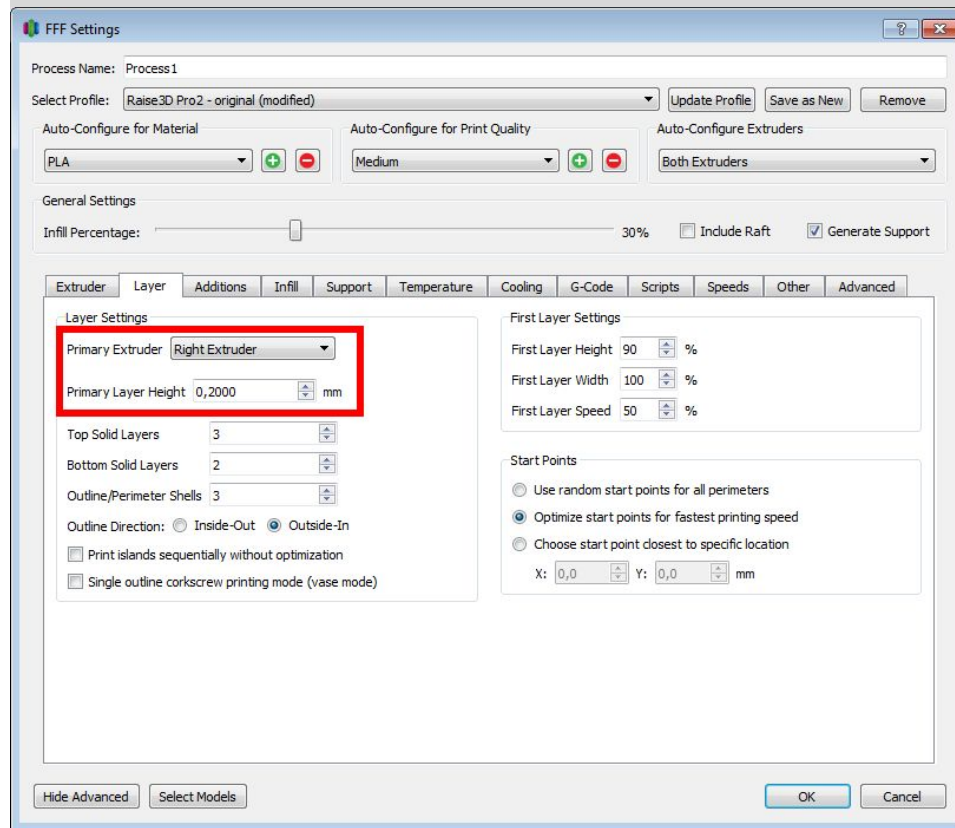 FFF Settings
Process Name: Process1
Select Profile: Raise3D Pro2 - original (modified) Update Profile Save as New Remove
Auto-Configure for Material Auto-Configure for Print Quality Auto-Configure Extruders
PLA Medium Both Extruders
General Settings
Infill Percentage: 30% Include Raft Generate Support
Extruder Layer Additions Infill Support Temperature Cooling G-Code Scripts Speeds Other Advanced
Layer Settings
Primary Extruder Right Extruder
Primary Layer Height 0,2000 mm
Top Solid Layers 3
Bottom Solid Layers 2
Outline/Perimeter Shells 3
Outline Direction: Inside-Out Outside-In
Print islands sequentially without optimization
Single outline corkscrew printing mode (vase mode)
First Layer Settings
First Layer Height 90 %
First Layer Width 100 %
First Layer Speed 50 %
Start Points
Use random start points for all perimeters
Optimize start points for fastest printing speed
Choose start point closest to specific location
X: 0,0 Y: 0,0 mm
Hide Advanced Select Models OK Cancel